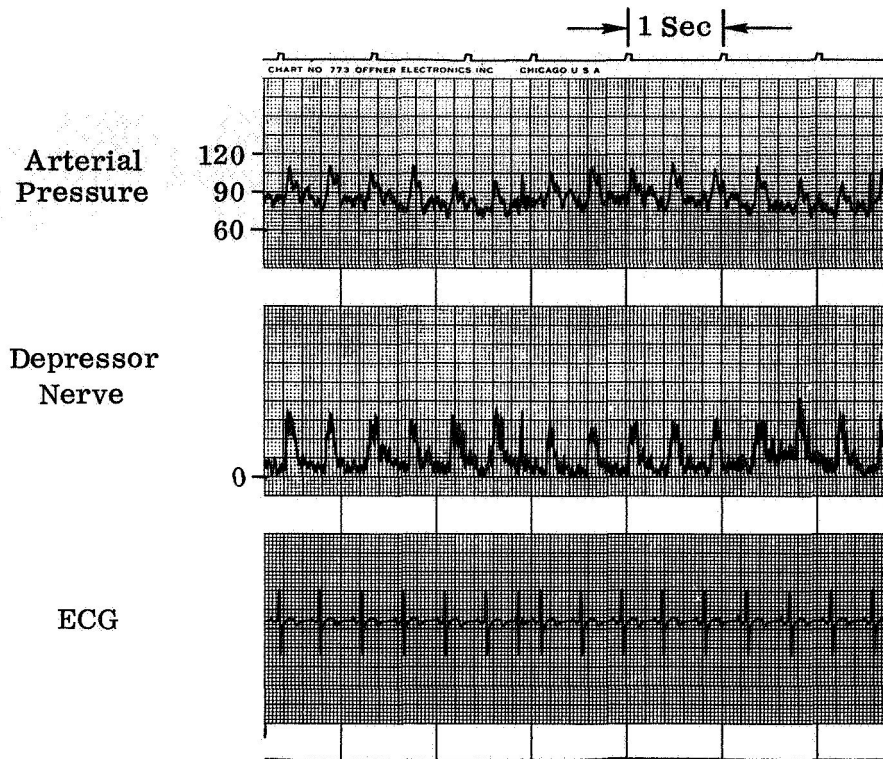 1 Sec
CHART NO 773 OFFNER ELECTRONICS INC CHICAGO U S A
Arterial
Pressure
120
90
60
Depressor
Nerve
0
ECG